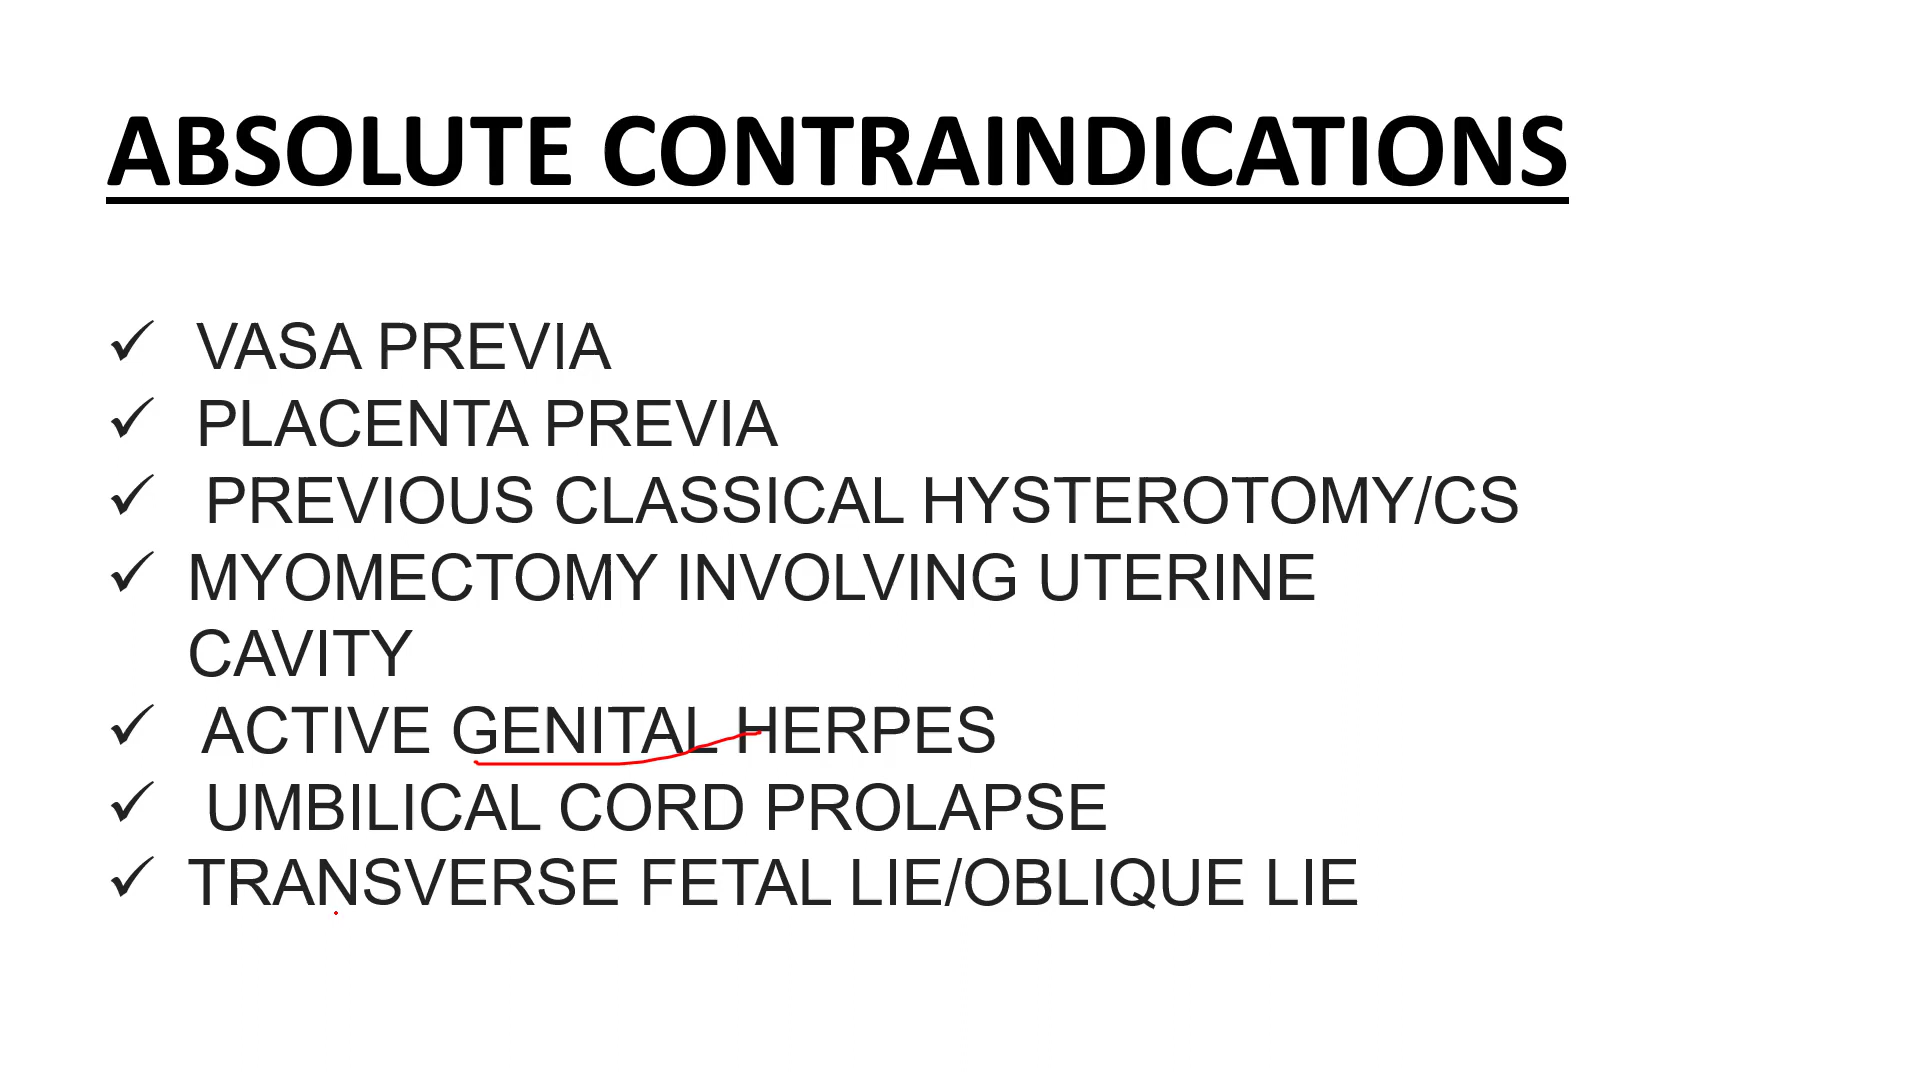 ABSOLUTE CONTRAINDICATIONS
✓ VASA PREVIA
✓ PLACENTA PREVIA
✓ PREVIOUS CLASSICAL HYSTEROTOMY/CS
✓ MYOMECTOMY INVOLVING UTERINE
CAVITY
✓ ACTIVE GENITAL HERPES
✓ UMBILICAL CORD PROLAPSE
✓ TRANSVERSE FETAL LIE/OBLIQUE LIE